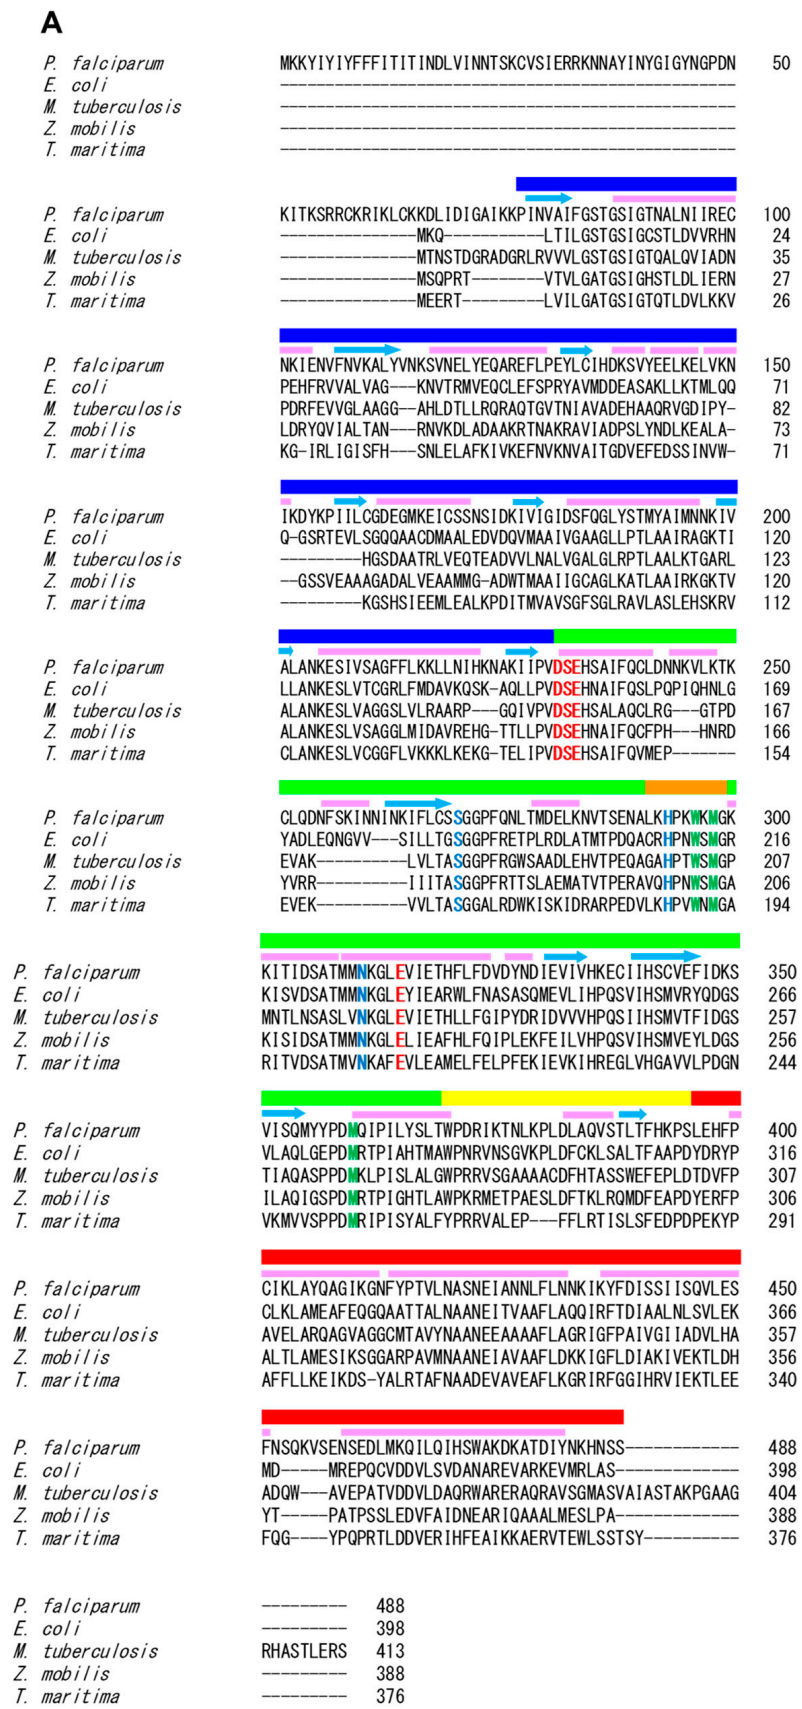 A
P. falciparum MKKYIYIYFFFITITINDLVINNTSKCVSIERRKNNAYINYGIGYNGPDN 50
E. coli --------------------------------------------------
M. tuberculosis --------------------------------------------------
Z. mobilis --------------------------------------------------
T. maritima --------------------------------------------------
P. falciparum KITKSRRCKRIKLCKKDLIDIGAIKKPINVAIFGSTGSIGTNALNIIREC 100
E. coli ---------------MKQ-----------LTILGSTGSIGCSTLDVVRHN 24
M. tuberculosis ---------------MTNSTDGRADGRLRVVVLGSTGSIGTQALQVIADN 35
Z. mobilis ---------------MSQPRT--------VTVLGATGSIGHSTLDLIERN 27
T. maritima ---------------MEERT---------LVILGATGSIGTQTLDVLKKV 26
P. falciparum NKIENVFNVKALYVNKSVNELYEQAREFLPEYLCIHDKSVYEELKELVKN 150
E. coli PEHFRVVALVAG---KNVTRMVEQCLEFSPRYAVMDDEASAKLLKTMLQQ 71
M. tuberculosis PDRFEVVGLAAGG--AHLDTLLRQRAQTGVTNIAVADEHAAQRVGDIPY- 82
Z. mobilis LDRYQVIALTAN---RNVKDLADAAKRTNAKRAVIADPSLYNDLKEALA- 73
T. maritima KG-IRLIGISFH---SNLELAFKIVKEFNVKNVAITGDVEFEDSSINVW- 71
P. falciparum IKDYKPIILCGDEGMKEICSSNSIDKIVIGIDSFQGLYSTMYAIMNNKIV 200
E. coli Q-GSRTEVLSGQQAACDMAALEDVDQVMAAIVGAAGLLPTLAAIRAGKTI 120
M. tuberculosis ---------HGSDAATRLVEQTEADVVLNALVGALGLRPTLAALKTGARL 123
Z. mobilis --GSSVEAAAGADALVEAAMMG-ADWTMAAIIGCAGLKATLAAIRKGKTV 120
T. maritima ---------KGSHSIEEMLEALKPDITMVAVSGFSGLRAVLASLEHSKRV 112
P. falciparum ALANKESIVSAGFFLKKLLNIHKNAKIIPVDSEHSAIFQCLDNNKVLKTK 250
E. coli LLANKESLVTCGRLFMDAVKQSK-AQLLPVDSEHNAIFQSLPQPIQHNLG 169
M. tuberculosis ALANKESLVAGGSLVLRAARP---GQIVPVDSEHSALAQCLRG---GTPD 167
Z. mobilis ALANKESLVSAGGLMIDAVREHG-TTLLPVDSEHNAIFQCFPH---HNRD 166
T. maritima CLANKESLVCGGFLVKKKLKEKG-TELIPVDSEHSAIFQVMEP------- 154
P. falciparum CLQDNFSKINNINKIFLCSSGGPFQNLTMDELKNVTSENALKHPKWKMGK 300
E. coli YADLEQNGVV---SILLTGSGGPFRETPLRDLATMTPDQACRHPNWSMGR 216
M. tuberculosis EVAK----------LVLTASGGPFRGWSAADLEHVTPEQAGAHPTWSMGP 207
Z. mobilis YVRR----------IIITASGGPFRTTSLAEMATVTPERAVQHPNWSMGA 206
T. maritima EVEK----------VVLTASGGALRDWKISKIDRARPEDVLKHPVWNMGA 194
P. falciparum KITIDSATMMNKGLEVIETHFLFDVDYNDIEVIVHKECIIHSCVEFIDKS 350
E. coli KISVDSATMMNKGLEYIEARWLFNASASQMEVLIHPQSVIHSMVRYQDGS 266
M. tuberculosis MNTLNSASLVNKGLEVIETHLLFGIPYDRIDVVVHPQSIIHSMVTFIDGS 257
Z. mobilis KISIDSATMMNKGLELIEAFHLFQIPLEKFEILVHPQSVIHSMVEYLDGS 256
T. maritima RITVDSATMVNKAFEVLEAMELFELPFEKIEVKIHREGLVHGAVVLPDGN 244
P. falciparum VISQMYYPDMQIPILYSLTWPDRIKTNLKPLDLAQVSTLTFHKPSLEHFP 400
E. coli VLAQLGEPDMRTPIAHTMAWPNRVNSGVKPLDFCKLSALTFAAPDYDRYP 316
M. tuberculosis TIAQASPPDMKLPISLALGWPRRVSGAAAACDFHTASSWEFEPLDTDVFP 307
Z. mobilis ILAQIGSPDMRTPIGHTLAWPKRMETPAESLDFTKLRQMDFEAPDYERFP 306
T. maritima VKMVVSPPDMRIPISYALFYPRRVALEP---FFLRTISLSFEDPDPEKYP 291
P. falciparum CIKLAYQAGIKGNFYPTVLNASNEIANNLFLNNKIKYFDISSIISQVLES 450
E. coli CLKLAMEAFEQGQAATTALNAANEITVAAFLAQQIRFTDIAALNLSVLEK 366
M. tuberculosis AVELARQAGVAGGCMTAVYNAANEEAAAAFLAGRIGFPAIVGIIADVLHA 357
Z. mobilis ALTLAMESIKSGGARPAVMNAANEIAVAAFLDKKIGFLDIAKIVEKTLDH 356
T. maritima AFFLLKEIKDS-YALRTAFNAADEVAVEAFLKGRIRFGGIHRVIEKTLEE 340
P. falciparum FNSQKVSENSEDLMKQILQIHSWAKDKATDIYNKHNSS------------ 488
E. coli MD-----MREPQCVDDVLSVDANAREVARKEVMRLAS------------- 398
M. tuberculosis ADQW---AVEPATVDDVLDAQRWARERAQRAVSGMASVAIASTAKPGAAG 404
Z. mobilis YT-----PATPSSLEDVFAIDNEARIQAAALMESLPA------------- 388
T. maritima FQG----YPQPRTLDDVERIHFEAIKKAERVTEWLSSTSY---------- 376
P. falciparum --------- 488
E. coli --------- 398
M. tuberculosis RHASTLERS 413
Z. mobilis --------- 388
T. maritima --------- 376